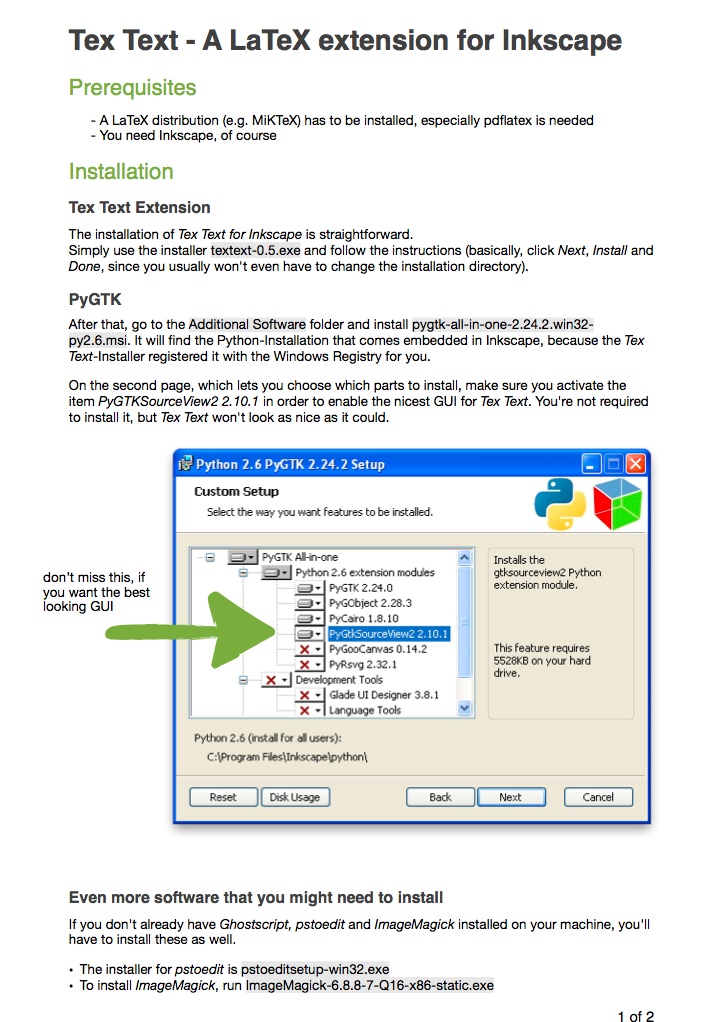 Tex Text - A LaTeX extension for Inkscape
Prerequisites
- A LaTeX distribution (e.g. MiKTeX) has to be installed, especially pdflatex is needed
- You need Inkscape, of course
Installation
Tex Text Extension
The installation of Tex Text for Inkscape is straightforward.
Simply use the installer textext-0.5.exe and follow the instructions (basically, click Next, Install and
Done, since you usually won't even have to change the installation directory).
PyGTK
After that, go to the Additional Software folder and install pygtk-all-in-one-2.24.2.win32-
py2.6.msi. It will find the Python-Installation that comes embedded in Inkscape, because the Tex
Text-Installer registered it with the Windows Registry for you.
On the second page, which lets you choose which parts to install, make sure you activate the
item PyGTKSourceView2 2.10.1 in order to enable the nicest GUI for Tex Text. You're not required
to install it, but Tex Text won't look as nice as it could.
don't miss this, if
you want the best
looking GUI
Python 2.6 PyGTK 2.24.2 Setup
Custom Setup
Select the way you want features to be installed.
PyGTK All-in-one
Python 2.6 extension modules
PyGTK 2.24.0
PyGObject 2.28.3
PyCairo 1.8.10
PyGtkSourceView2 2.10.1
PyGooCanvas 0.14.2
PyRsvg 2.32.1
Development Tools
Glade UI Designer 3.8.1
Language Tools
Installs the
gtksourceview2 Python
extension module.
This feature requires
5528KB on your hard
drive.
Python 2.6 (install for all users):
C:\Program Files\Inkscape\python\
Reset Disk Usage Back Next Cancel
Even more software that you might need to install
If you don't already have Ghostscript, pstoedit and ImageMagick installed on your machine, you'll
have to install these as well.
• The installer for pstoedit is pstoeditsetup-win32.exe
• To install ImageMagick, run ImageMagick-6.8.8-7-Q16-x86-static.exe
1 of 2